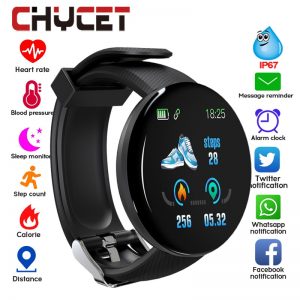 CHYCET
Heart rate
Blood pressure
Sleep monitor
Step count
Calorie
Distance
18:25
steps
28
256
05.32
IP67
Message reminder
Alarm clock
Twitter
notification
Whatsapp
notification
Facebook
notification